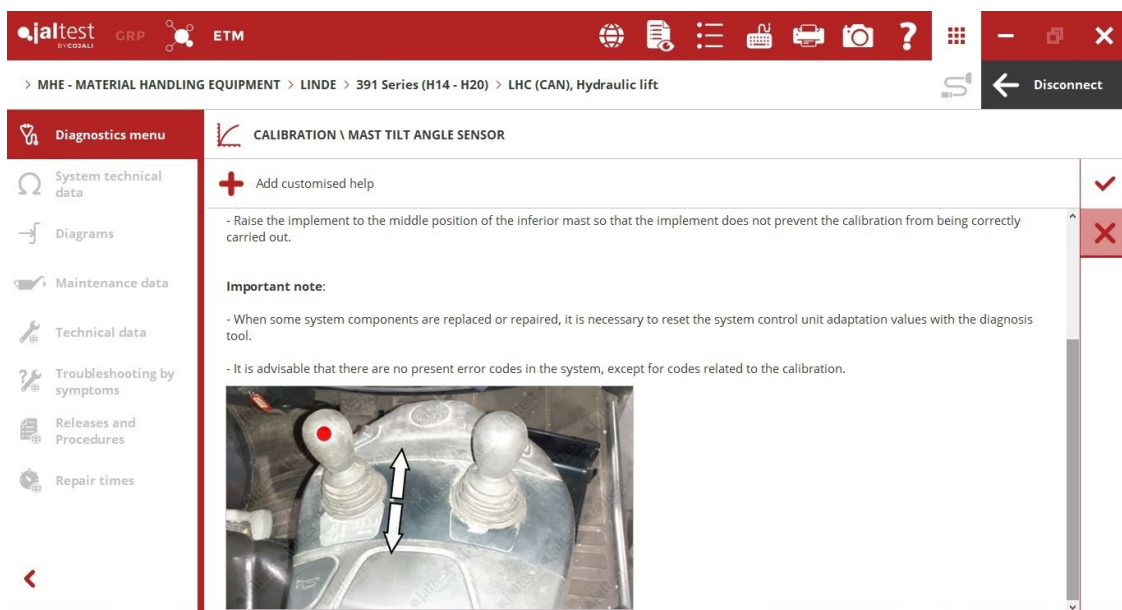 jaltest
BY COJALI
GRP
ETM
?
> MHE - MATERIAL HANDLING EQUIPMENT > LINDE > 391 Series (H14 - H20) > LHC (CAN), Hydraulic lift
Disconnect
Diagnostics menu
CALIBRATION \ MAST TILT ANGLE SENSOR
System technical
data
Add customised help
Diagrams
Maintenance data
Technical data
Troubleshooting by
symptoms
Releases and
Procedures
Repair times
- Raise the implement to the middle position of the inferior mast so that the implement does not prevent the calibration from being correctly
carried out.
Important note:
- When some system components are replaced or repaired, it is necessary to reset the system control unit adaptation values with the diagnosis
tool.
- It is advisable that there are no present error codes in the system, except for codes related to the calibration.